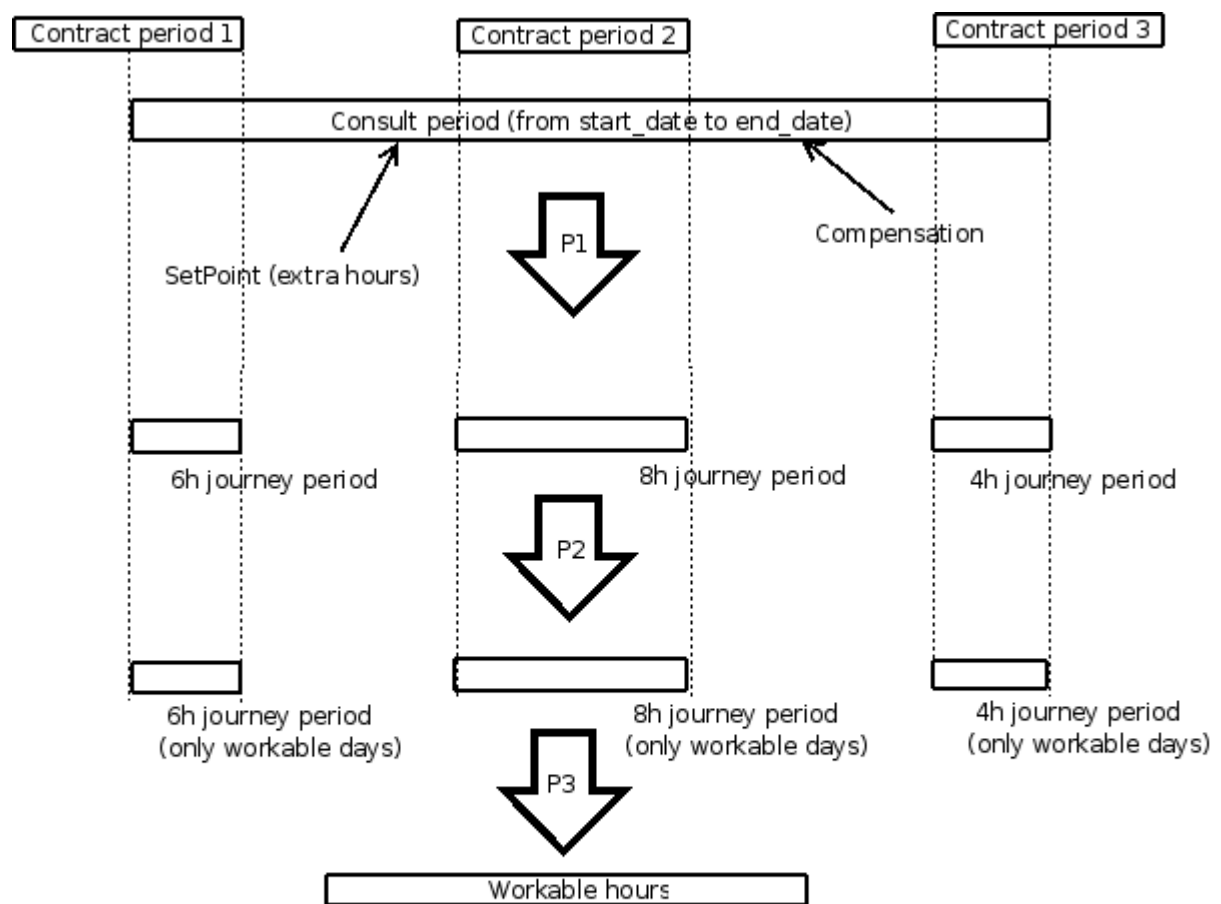 Contract period 1
Contract period 2
Contract period 3
Consult period (from start_date to end_date)
SetPoint (extra hours)
P1
Compensation
6h journey period
8h journey period
4h journey period
P2
6h journey period
(only workable days)
8h journey period
(only workable days)
4h journey period
(only workable days)
P3
Workable hours